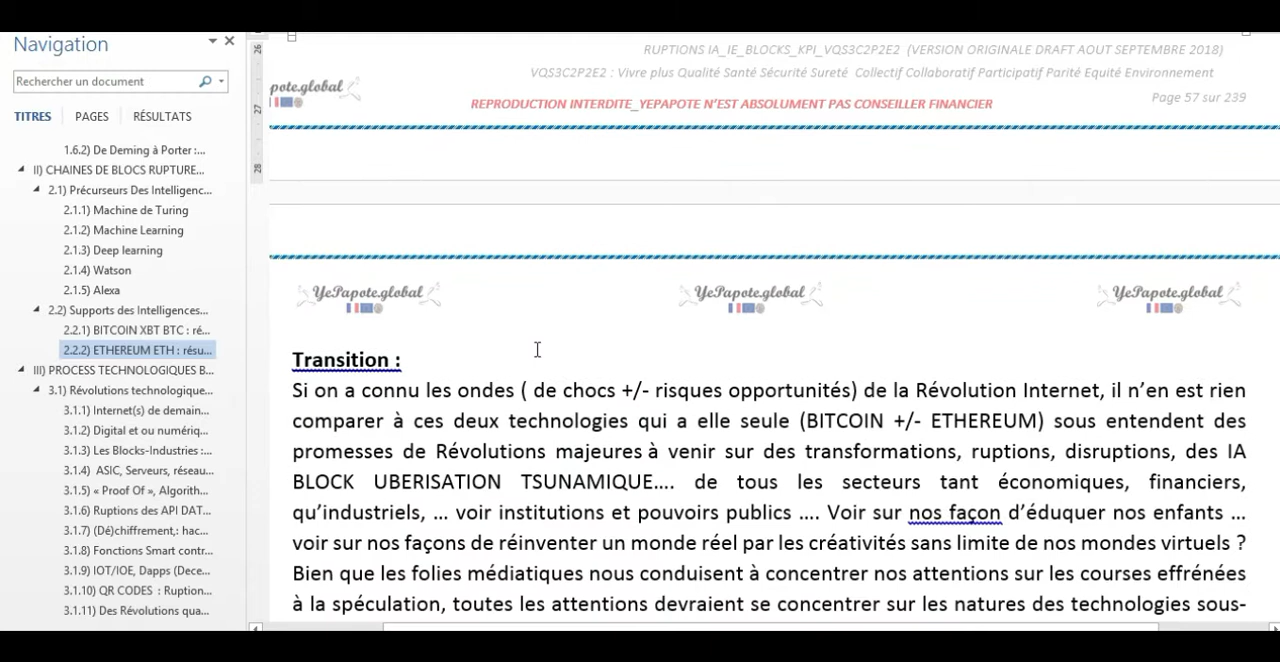 Navigation
Rechercher un document
TITRES PAGES RÉSULTATS
1.6.2) De Deming à Porter :...
II) CHAINES DE BLOCS RUPTURE...
2.1) Précurseurs Des Intelligenc...
2.1.1) Machine de Turing
2.1.2) Machine Learning
2.1.3) Deep learning
2.1.4) Watson
2.1.5) Alexa
2.2) Supports des Intelligences...
2.2.1) BITCOIN XBT BTC : ré...
2.2.2) ETHEREUM ETH : résu...
III) PROCESS TECHNOLOGIQUES B...
3.1) Révolutions technologique...
3.1.1) Internet(s) de demain...
3.1.2) Digital et ou numériq...
3.1.3) Les Blocks-Industries :...
3.1.4) ASIC, Serveurs, réseau...
3.1.5) « Proof Of », Algorith...
3.1.6) Ruptions des API DAT...
3.1.7) (Dé)chiffrement,: hac...
3.1.8) Fonctions Smart contr...
3.1.9) IOT/IOE, Dapps (Dece...
3.1.10) QR CODES : Ruption...
3.1.11) Des Révolutions qua...
26
27
28
RUPTIONS IA_IE_BLOCKS_KPI_VQS3C2P2E2 (VERSION ORIGINALE DRAFT AOUT SEPTEMBRE 2018)
VQS3C2P2E2 : Vivre plus Qualité Santé Sécurité Sureté Collectif Collaboratif Participatif Parité Equité Environnement
pote.global
Page 57 sur 239
REPRODUCTION INTERDITE_YEPAPOTE N'EST ABSOLUMENT PAS CONSEILLER FINANCIER
YePapote.global YePapote.global YePapote.global
Transition :
Si on a connu les ondes ( de chocs +/- risques opportunités) de la Révolution Internet, il n'en est rien
comparer à ces deux technologies qui a elle seule (BITCOIN +/- ETHEREUM) sous entendent des
promesses de Révolutions majeures à venir sur des transformations, ruptions, disruptions, des IA
BLOCK UBERISATION TSUNAMIQUE.... de tous les secteurs tant économiques, financiers,
qu'industriels, ... voir institutions et pouvoirs publics .... Voir sur nos façon d'éduquer nos enfants ...
voir sur nos façons de réinventer un monde réel par les créativités sans limite de nos mondes virtuels ?
Bien que les folies médiatiques nous conduisent à concentrer nos attentions sur les courses effrénées
à la spéculation, toutes les attentions devraient se concentrer sur les natures des technologies sous-